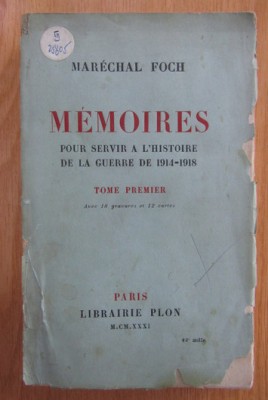 MARÉCHAL FOCH
MÉMOIRES
POUR SERVIR A L'HISTOIRE
DE LA GUERRE DE 1914-1918
TOME PREMIER
Avec 18 gravures et 12 cartes
PARIS
LIBRAIRIE PLON
M.CM.XXXI